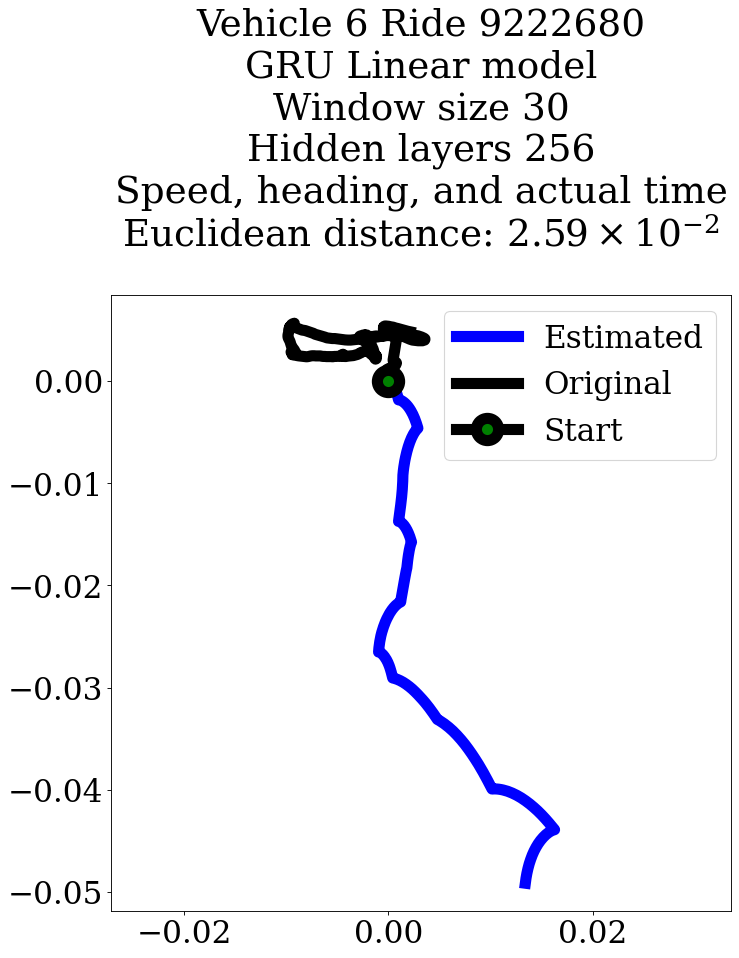 Vehicle 6 Ride 9222680
GRU Linear model
Window size 30
Hidden layers 256
Speed, heading, and actual time
Euclidean distance: 2.59 × 10⁻²
Estimated
Original
Start
0.00
−0.01
−0.02
−0.03
−0.04
−0.05
−0.02 0.00 0.02